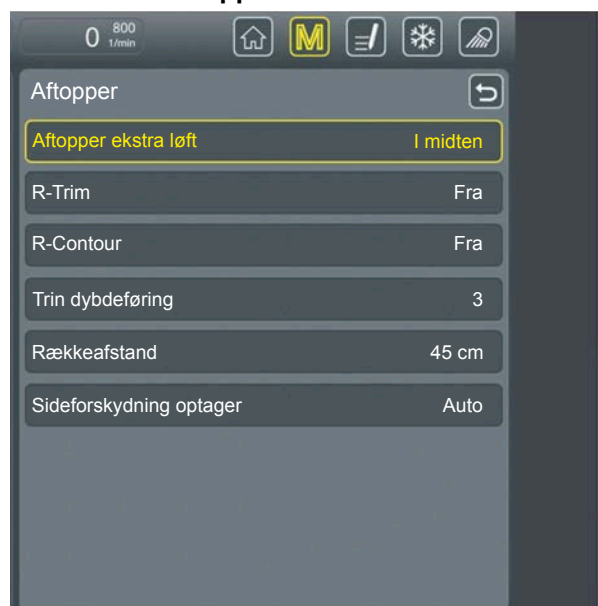 0 800 1/min M
Aftopper
Aftopper ekstra løft I midten
R-Trim Fra
R-Contour Fra
Trin dybdeføring 3
Rækkeafstand 45 cm
Sideforskydning optager Auto